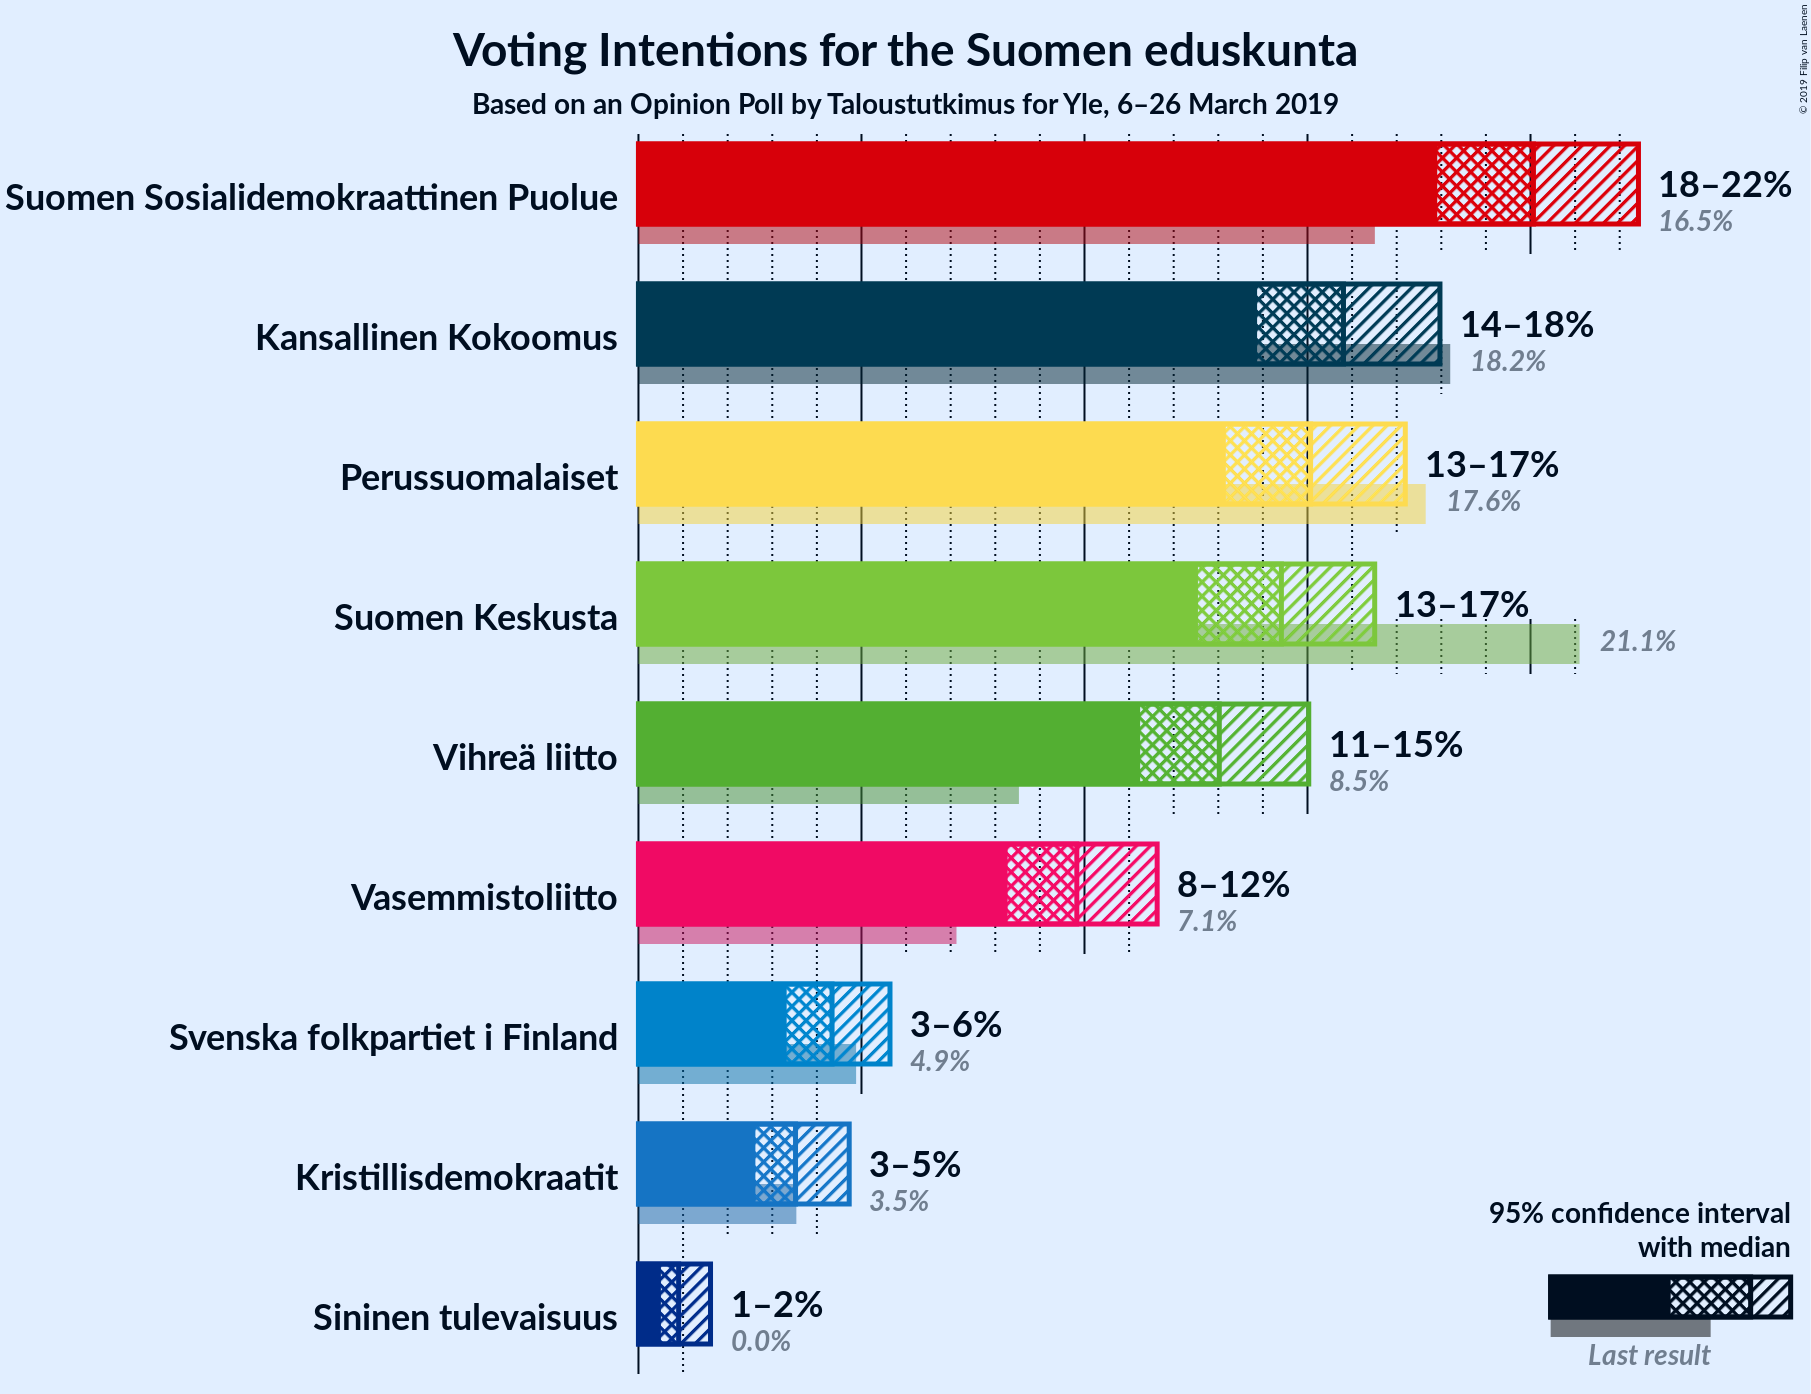 Voting Intentions for the Suomen eduskunta
Based on an Opinion Poll by Taloustutkimus for Yle, 6–26 March 2019
© 2019 Filip van Laenen
Suomen Sosialidemokraattinen Puolue
18–22%
16.5%
Kansallinen Kokoomus
14–18%
18.2%
Perussuomalaiset
13–17%
17.6%
Suomen Keskusta
13–17%
21.1%
Vihreä liitto
11–15%
8.5%
Vasemmistoliitto
8–12%
7.1%
Svenska folkpartiet i Finland
3–6%
4.9%
Kristillisdemokraatit
3–5%
3.5%
Sininen tulevaisuus
1–2%
0.0%
95% confidence interval
with median
Last result